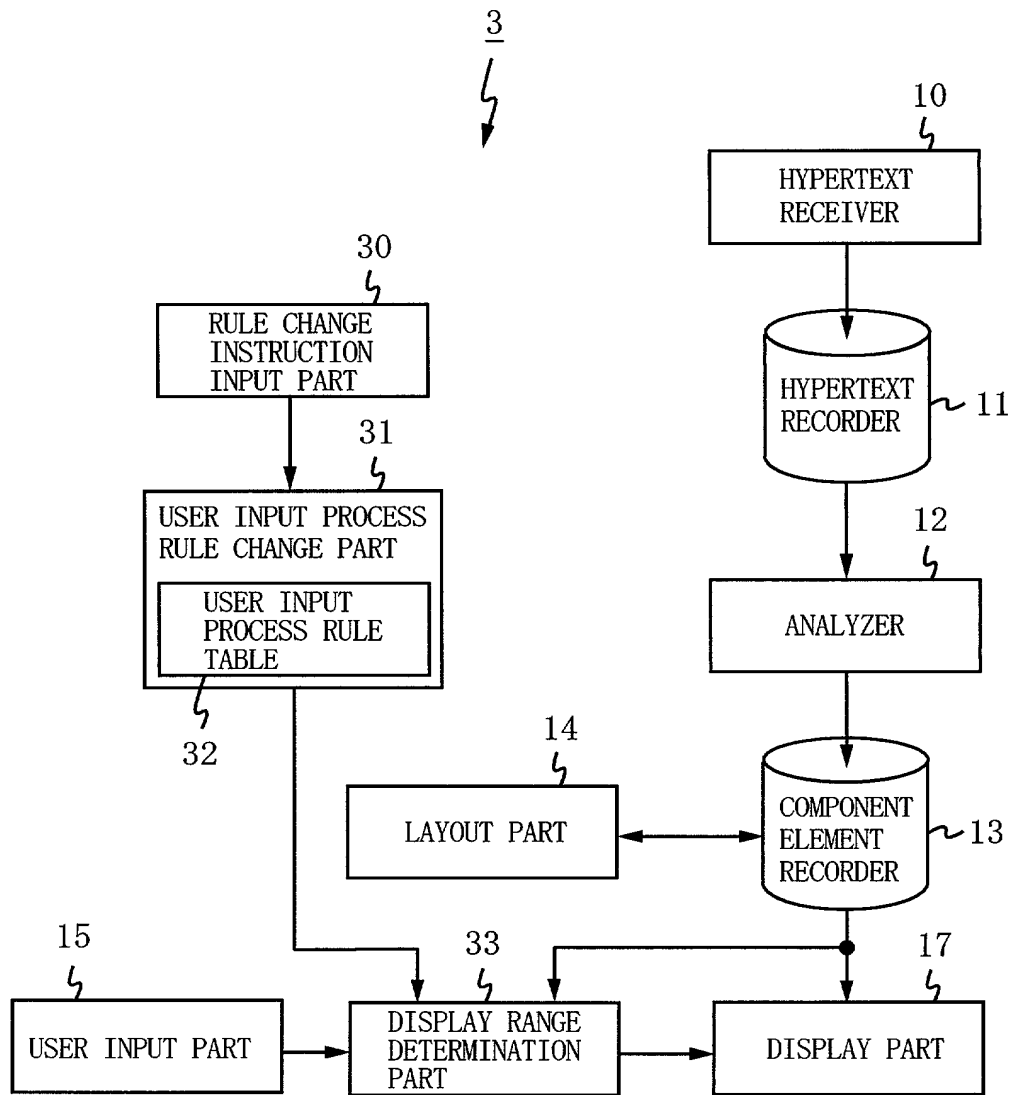 3
10
HYPERTEXT
RECEIVER
30
RULE CHANGE
INSTRUCTION
INPUT PART
HYPERTEXT
RECORDER
11
31
USER INPUT PROCESS
RULE CHANGE PART
USER INPUT
PROCESS RULE
TABLE
32
12
ANALYZER
14
LAYOUT PART
COMPONENT
ELEMENT
RECORDER
13
15
USER INPUT PART
33
DISPLAY RANGE
DETERMINATION
PART
17
DISPLAY PART